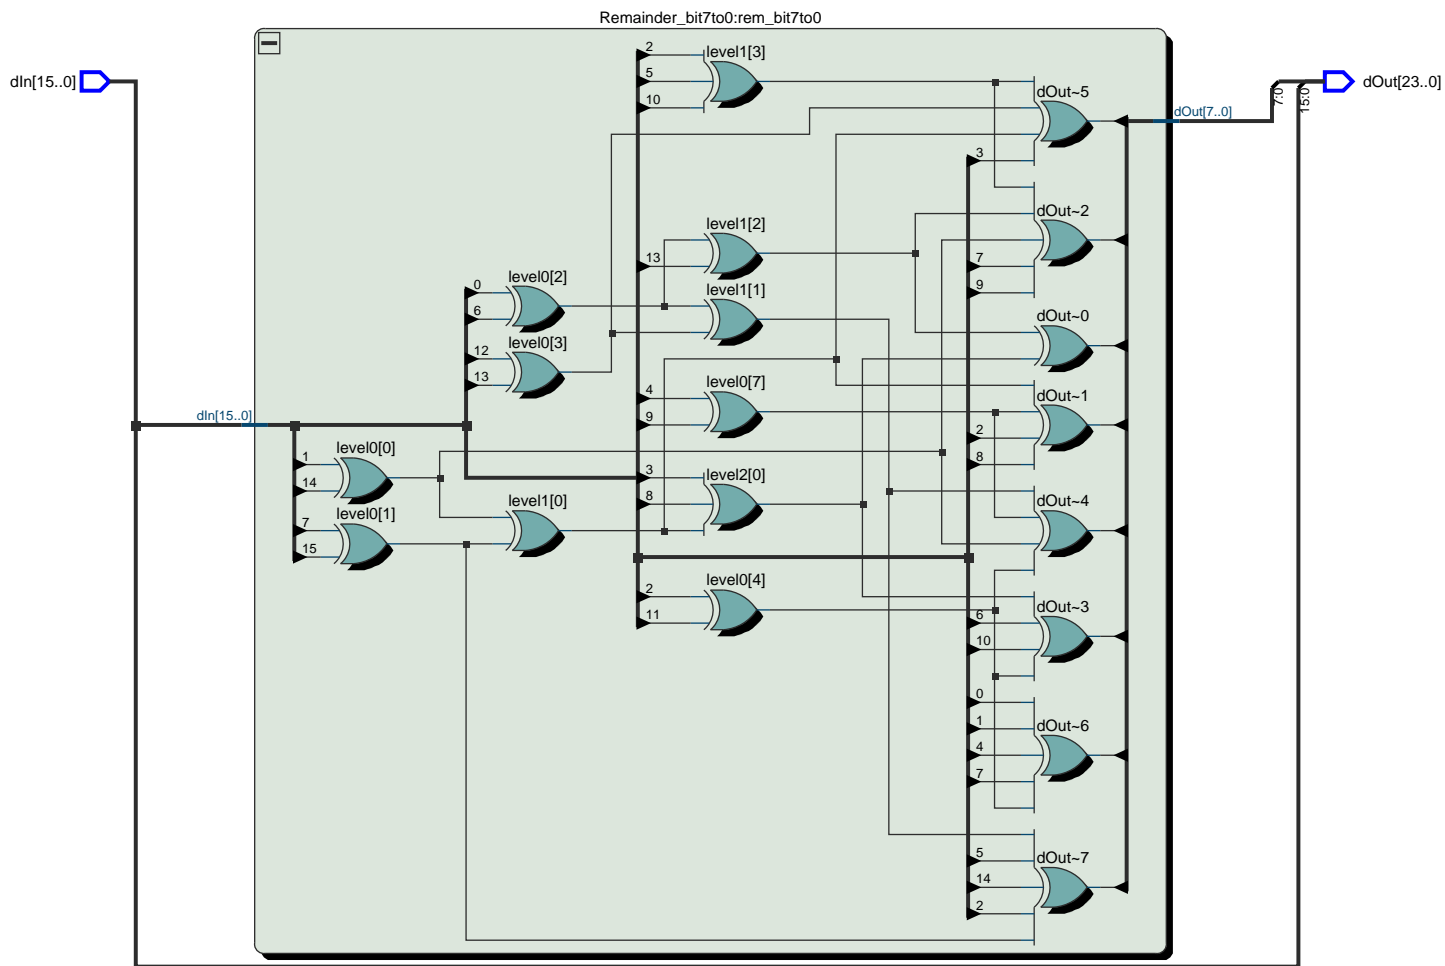 Remainder_bit7to0:rem_bit7to0
dIn[15..0]
dOut[23..0]
7:0
15:0
dOut[7..0]
2
level1[3]
5
10
dOut~5
3
level1[2]
13
dOut~2
7
9
0
level0[2]
6
level1[1]
dOut~0
12
level0[3]
13
4
level0[7]
9
dOut~1
2
8
dIn[15..0]
1
level0[0]
14
3
level2[0]
8
7
level0[1]
15
level1[0]
dOut~4
2
level0[4]
11
dOut~3
6
10
0
1
dOut~6
4
7
5
dOut~7
14
2